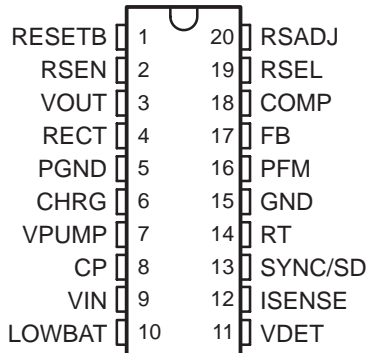 RESETB 1 20 RSADJ
RSEN 2 19 RSEL
VOUT 3 18 COMP
RECT 4 17 FB
PGND 5 16 PFM
CHRG 6 15 GND
VPUMP 7 14 RT
CP 8 13 SYNC/SD
VIN 9 12 ISENSE
LOWBAT 10 11 VDET